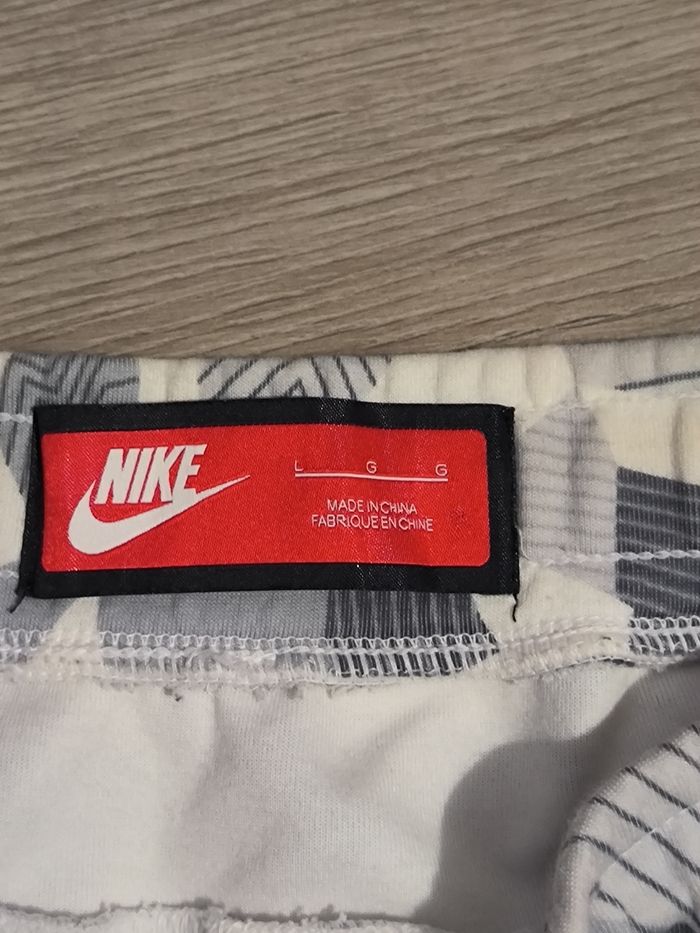 NIKE
L G G
MADE IN CHINA
FABRIQUE EN CHINE